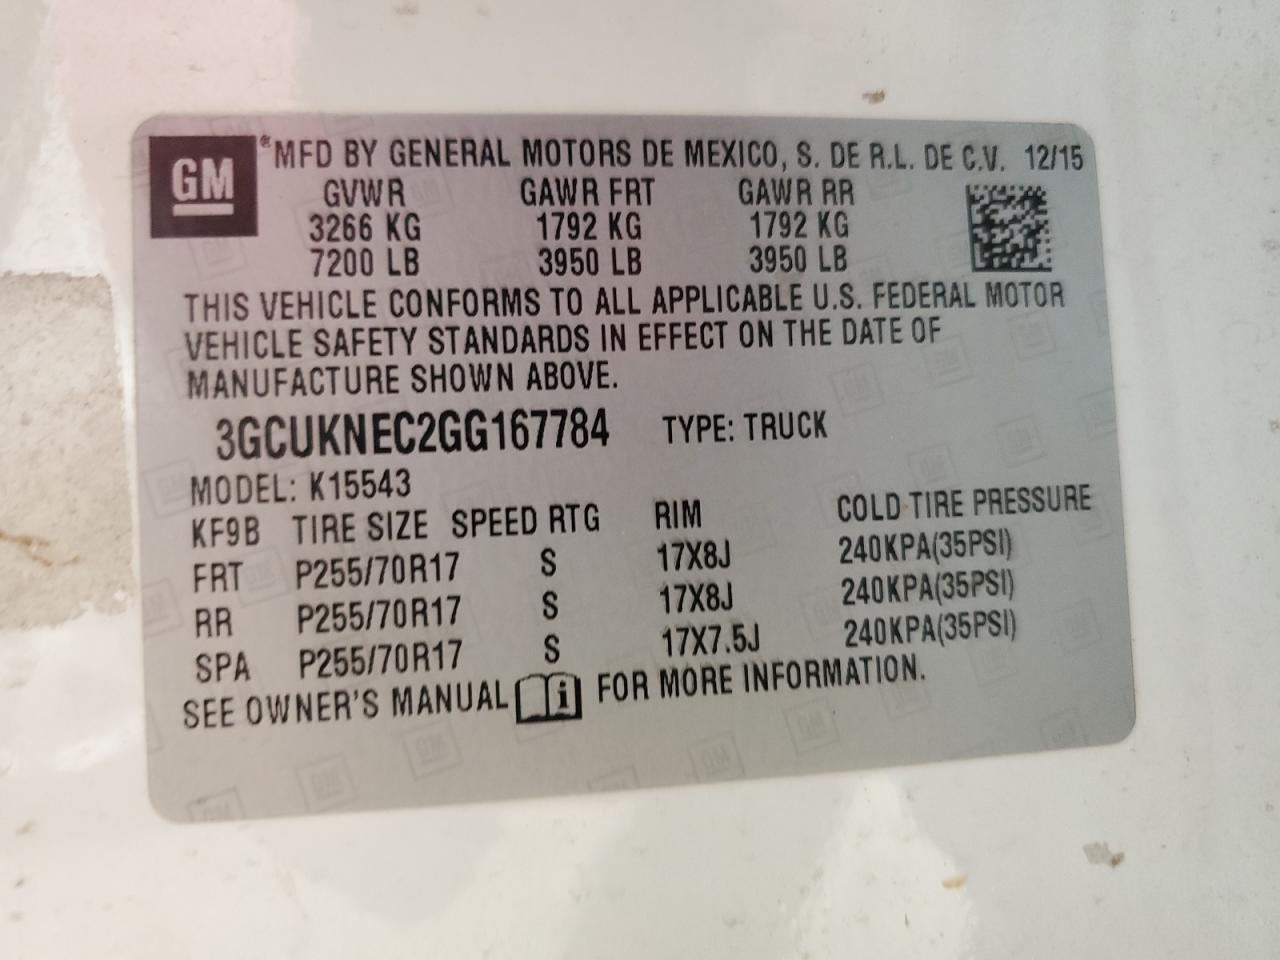 GM ®MFD BY GENERAL MOTORS DE MEXICO, S. DE R.L. DE C.V. 12/15
GVWR GAWR FRT GAWR RR
3266 KG 1792 KG 1792 KG
7200 LB 3950 LB 3950 LB
THIS VEHICLE CONFORMS TO ALL APPLICABLE U.S. FEDERAL MOTOR
VEHICLE SAFETY STANDARDS IN EFFECT ON THE DATE OF
MANUFACTURE SHOWN ABOVE.
3GCUKNEC2GG167784 TYPE: TRUCK
MODEL: K15543
KF9B TIRE SIZE SPEED RTG RIM COLD TIRE PRESSURE
FRT P255/70R17 S 17X8J 240KPA(35PSI)
RR P255/70R17 S 17X8J 240KPA(35PSI)
SPA P255/70R17 S 17X7.5J 240KPA(35PSI)
SEE OWNER'S MANUAL i FOR MORE INFORMATION.